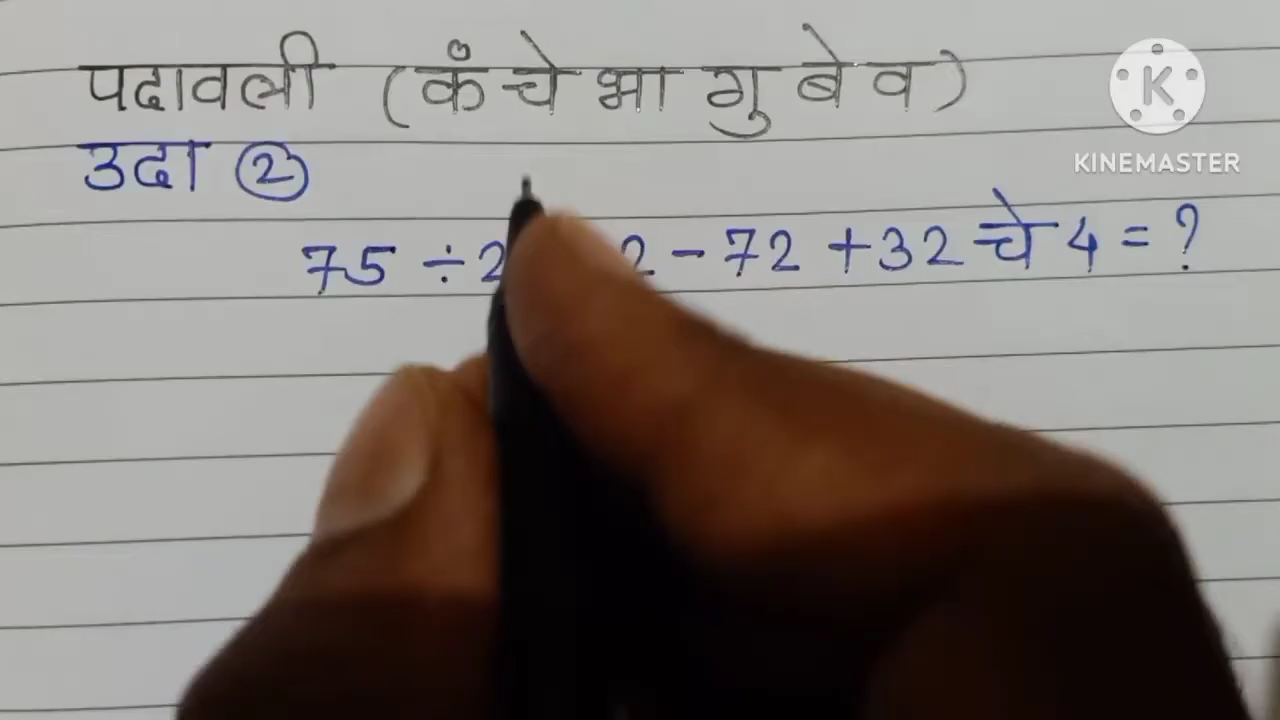 पदावली (कंचे भा गु बे व)
KINEMASTER
उदा ②
75 ÷ 2 2 - 72 + 32 चे 4 = ?